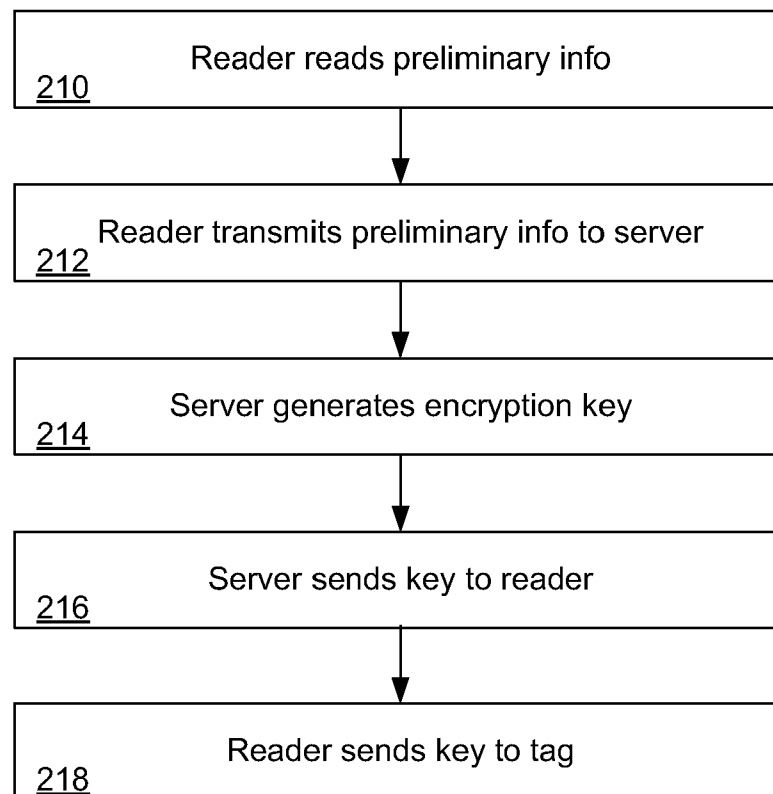 Reader reads preliminary info
210
Reader transmits preliminary info to server
212
Server generates encryption key
214
Server sends key to reader
216
Reader sends key to tag
218